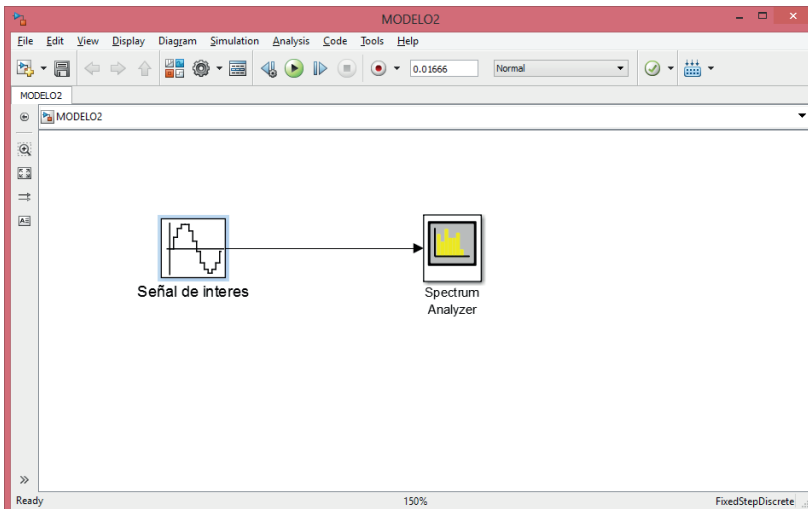 MODELO2
File Edit View Display Diagram Simulation Analysis Code Tools Help
0.01666 Normal
MODELO2
MODELO2
Señal de interes
Spectrum
Analyzer
Ready 150% FixedStepDiscrete